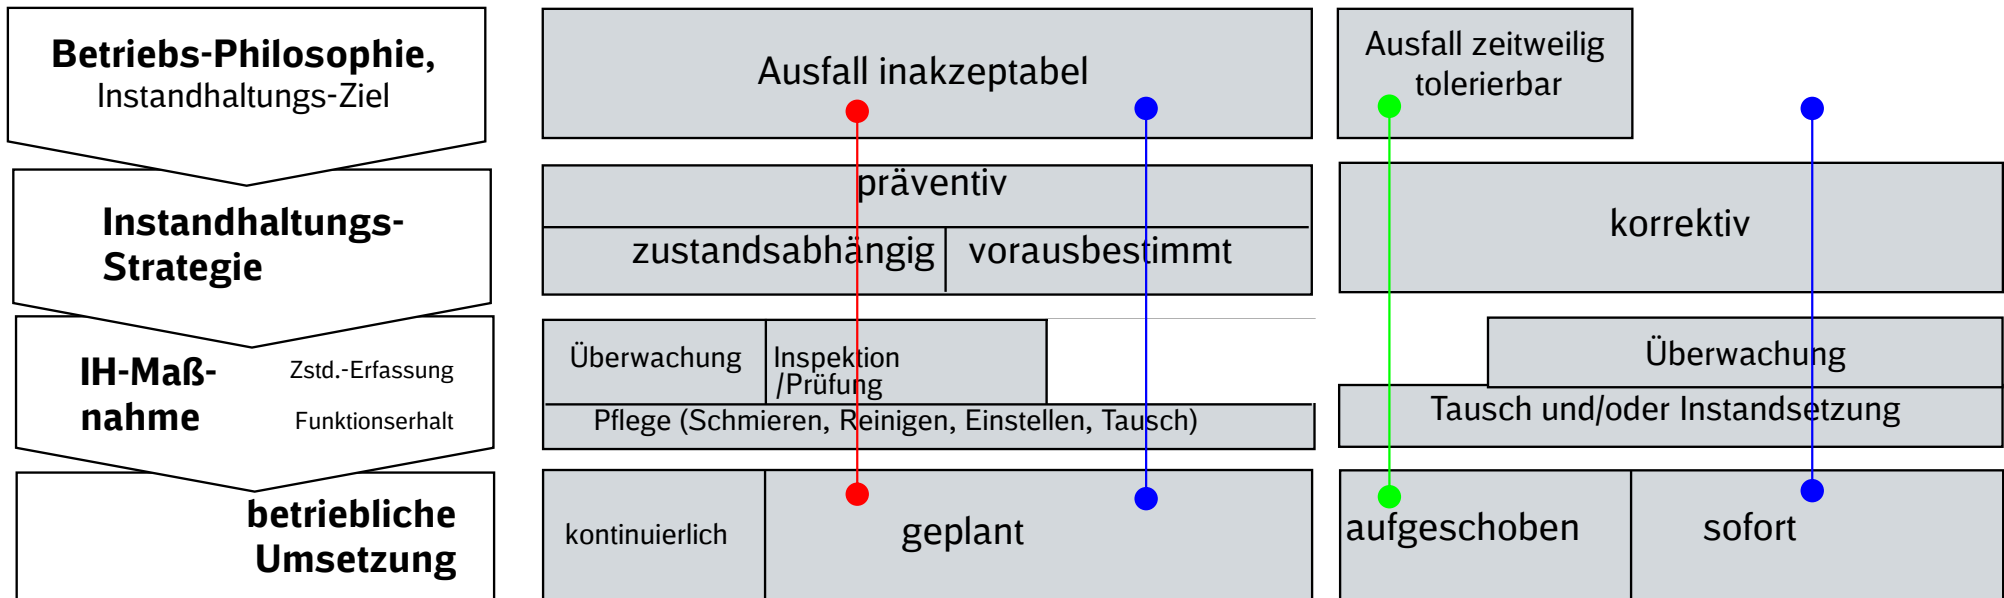 Betriebs-Philosophie,
Instandhaltungs-Ziel
Ausfall inakzeptabel
Ausfall zeitweilig
tolerierbar
Instandhaltungs-
Strategie
präventiv
zustandsabhängig
vorausbestimmt
korrektiv
IH-Maß-
nahme
Zstd.-Erfassung
Funktionserhalt
Überwachung
Inspektion
/Prüfung
Pflege (Schmieren, Reinigen, Einstellen, Tausch)
Überwachung
Tausch und/oder Instandsetzung
betriebliche
Umsetzung
kontinuierlich
geplant
aufgeschoben
sofort